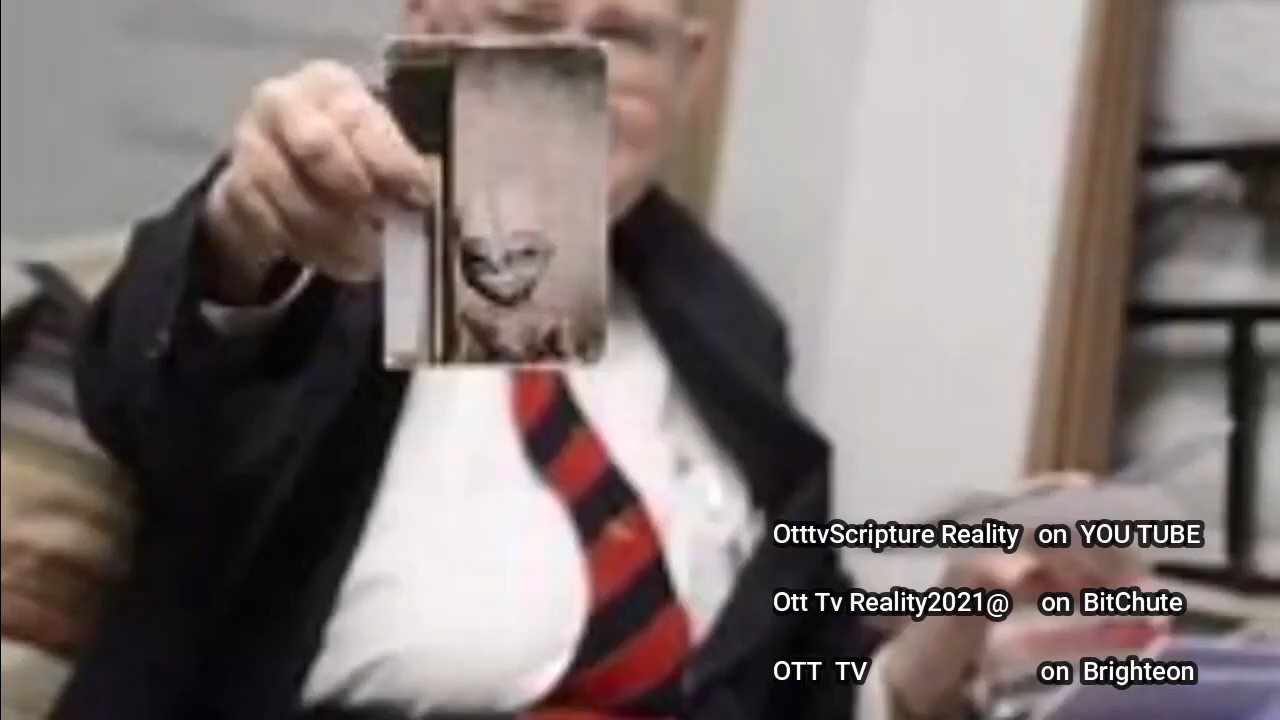 OtttvScripture Reality on YOU TUBE
Ott Tv Reality2021@ on BitChute
OTT TV on Brighteon